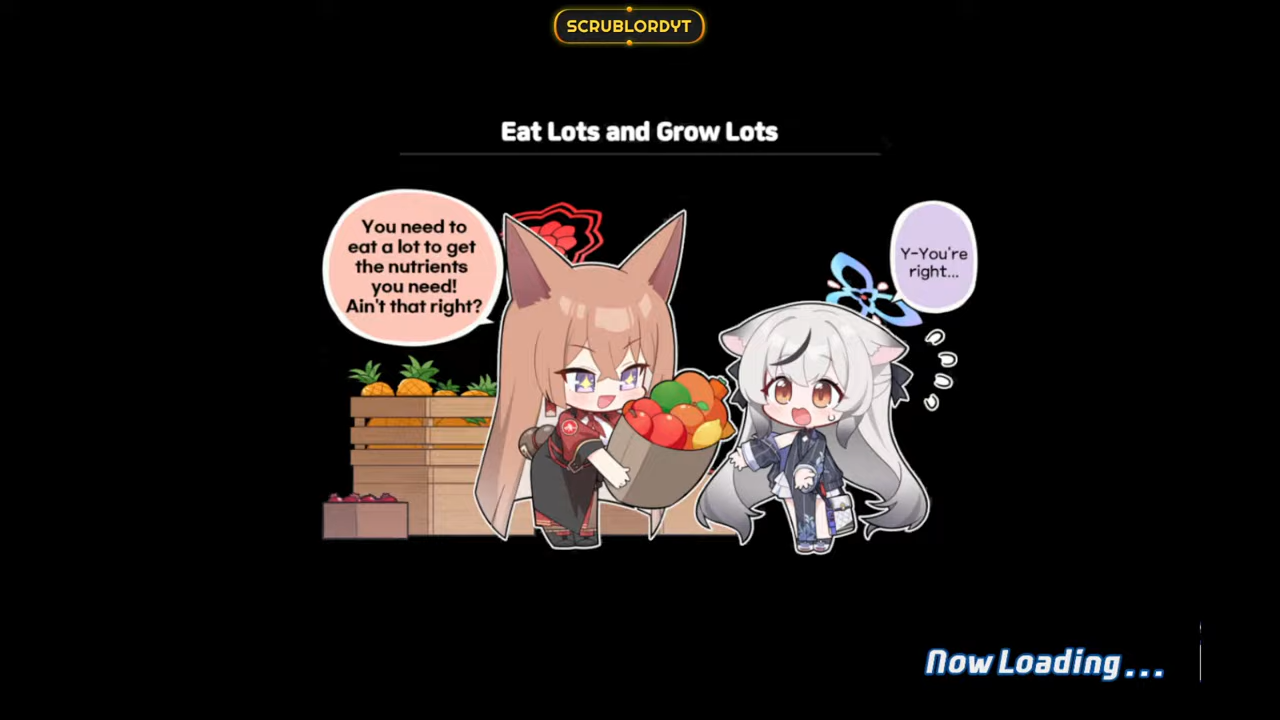 SCRUBLORDYT
Eat Lots and Grow Lots
You need to
eat a lot to get
the nutrients
you need!
Ain't that right?
Y-You're
right...
Now Loading...